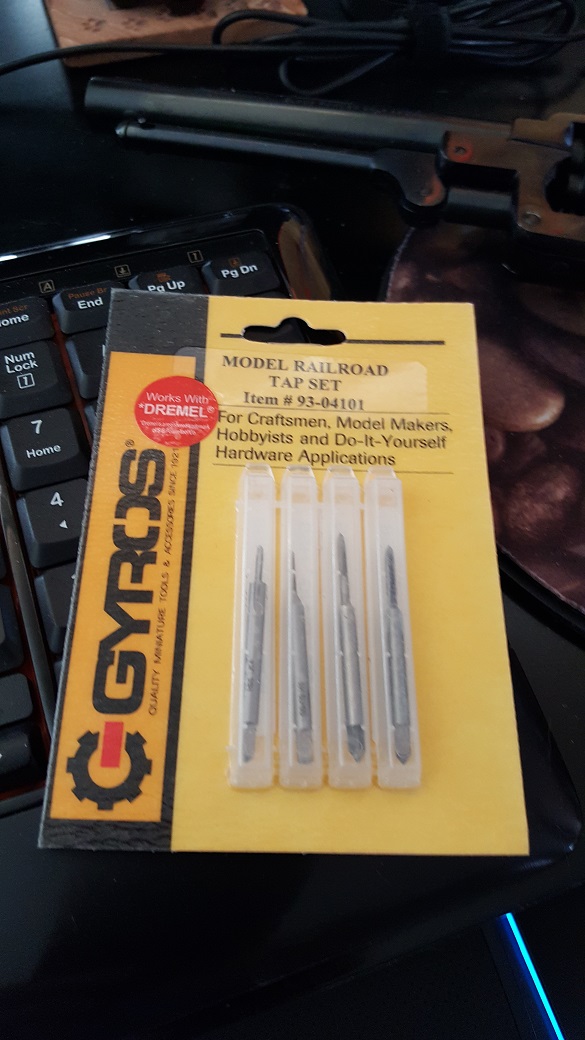 Pause Br
Home
End
Pg Up
Pg Dn
Num
Lock
7
Home
4
MODEL RAILROAD
TAP SET
Item # 93-04101
Works With
"DREMEL"
For Craftsmen, Model Makers,
Hobbyists and Do-It-Yourself
Hardware Applications
GYROS®
QUALITY MINIATURE TOOLS & ACCESSORIES SINCE 1921